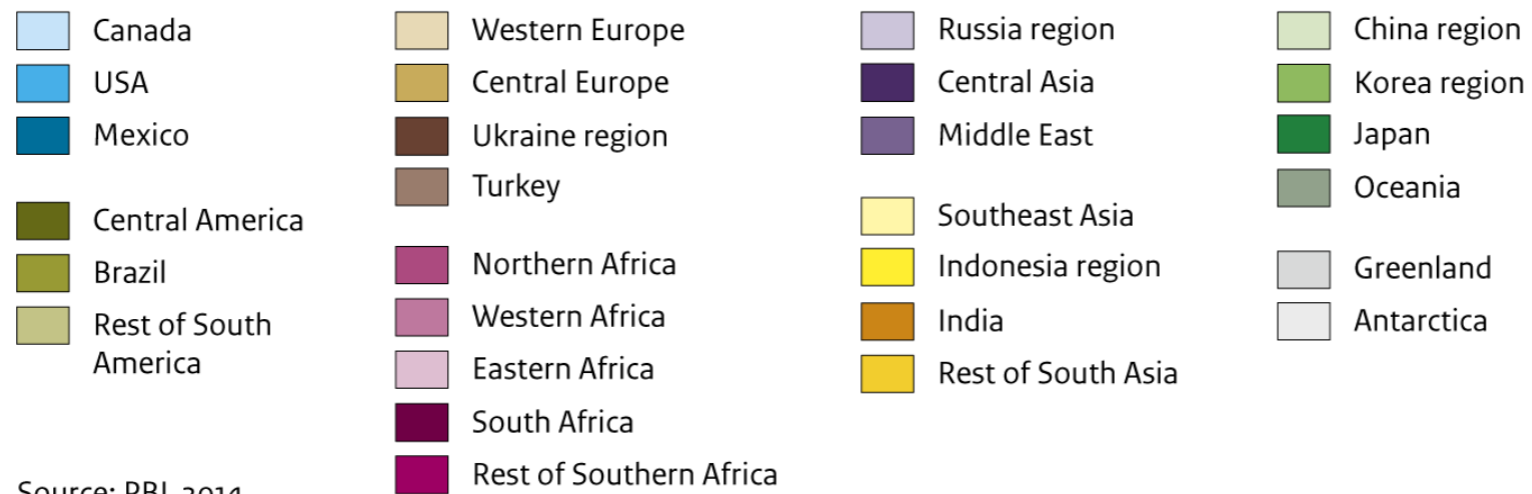 Canada
USA
Mexico
Central America
Brazil
Rest of South
America
Western Europe
Central Europe
Ukraine region
Turkey
Northern Africa
Western Africa
Eastern Africa
South Africa
Rest of Southern Africa
Russia region
Central Asia
Middle East
Southeast Asia
Indonesia region
India
Rest of South Asia
China region
Korea region
Japan
Oceania
Greenland
Antarctica
Source: PBL 2014